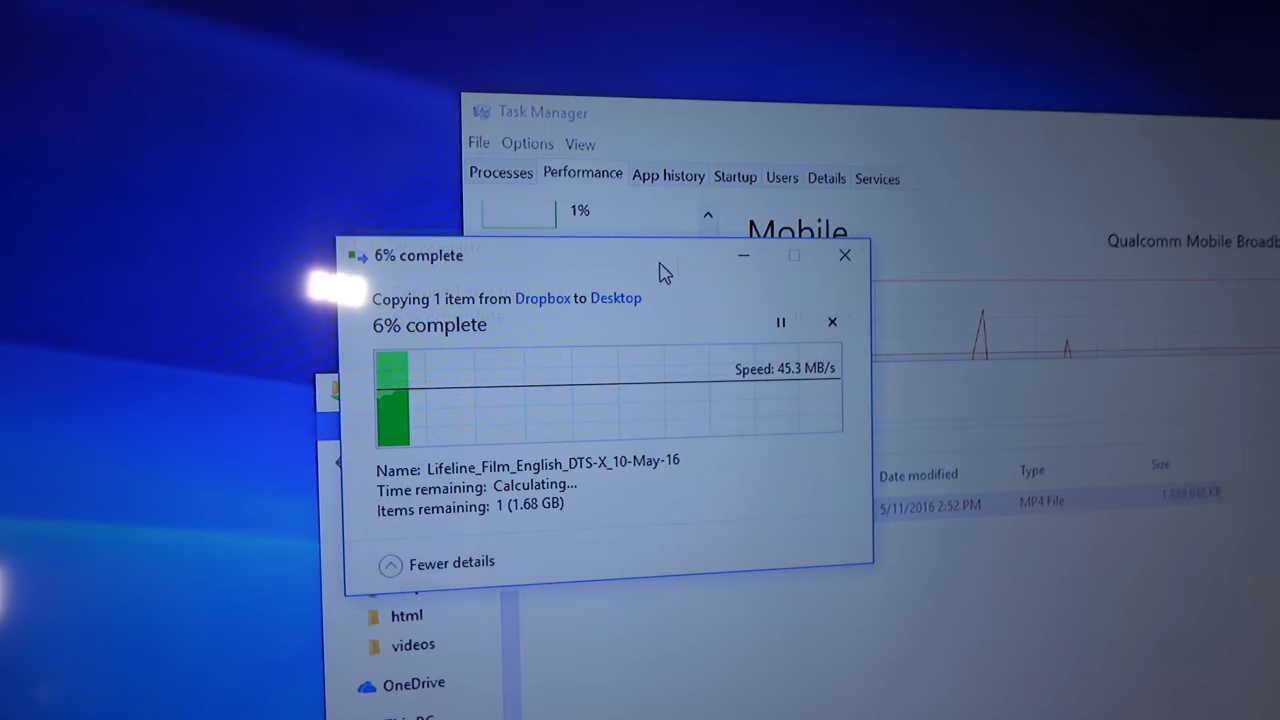 Task Manager
File Options View
Processes Performance App history Startup Users Details Services
1%
Mobile
Qualcomm Mobile Broadb
6% complete
Copying 1 item from Dropbox to Desktop
6% complete
Speed: 45.3 MB/s
Name: Lifeline_Film_English_DTS-X_10-May-16
Time remaining: Calculating...
Items remaining: 1 (1.68 GB)
Fewer details
Date modified Type Size
5/11/2016 2:52 PM MP4 File
html
videos
OneDrive